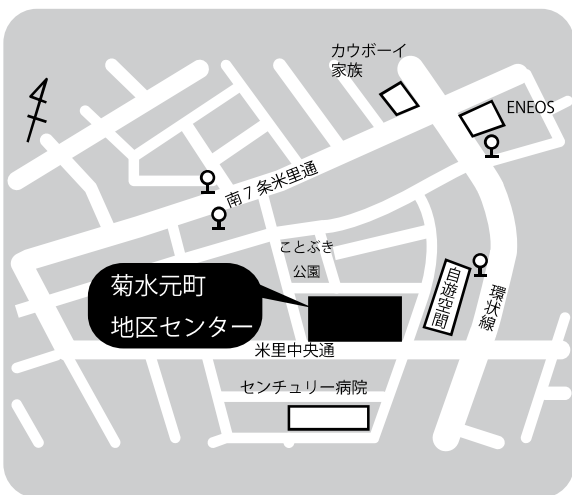 カウボーイ
家族
ENEOS
南7条米里通
ことぶき
公園
菊水元町
地区センター
自遊空間
環状線
米里中央通
センチュリー病院